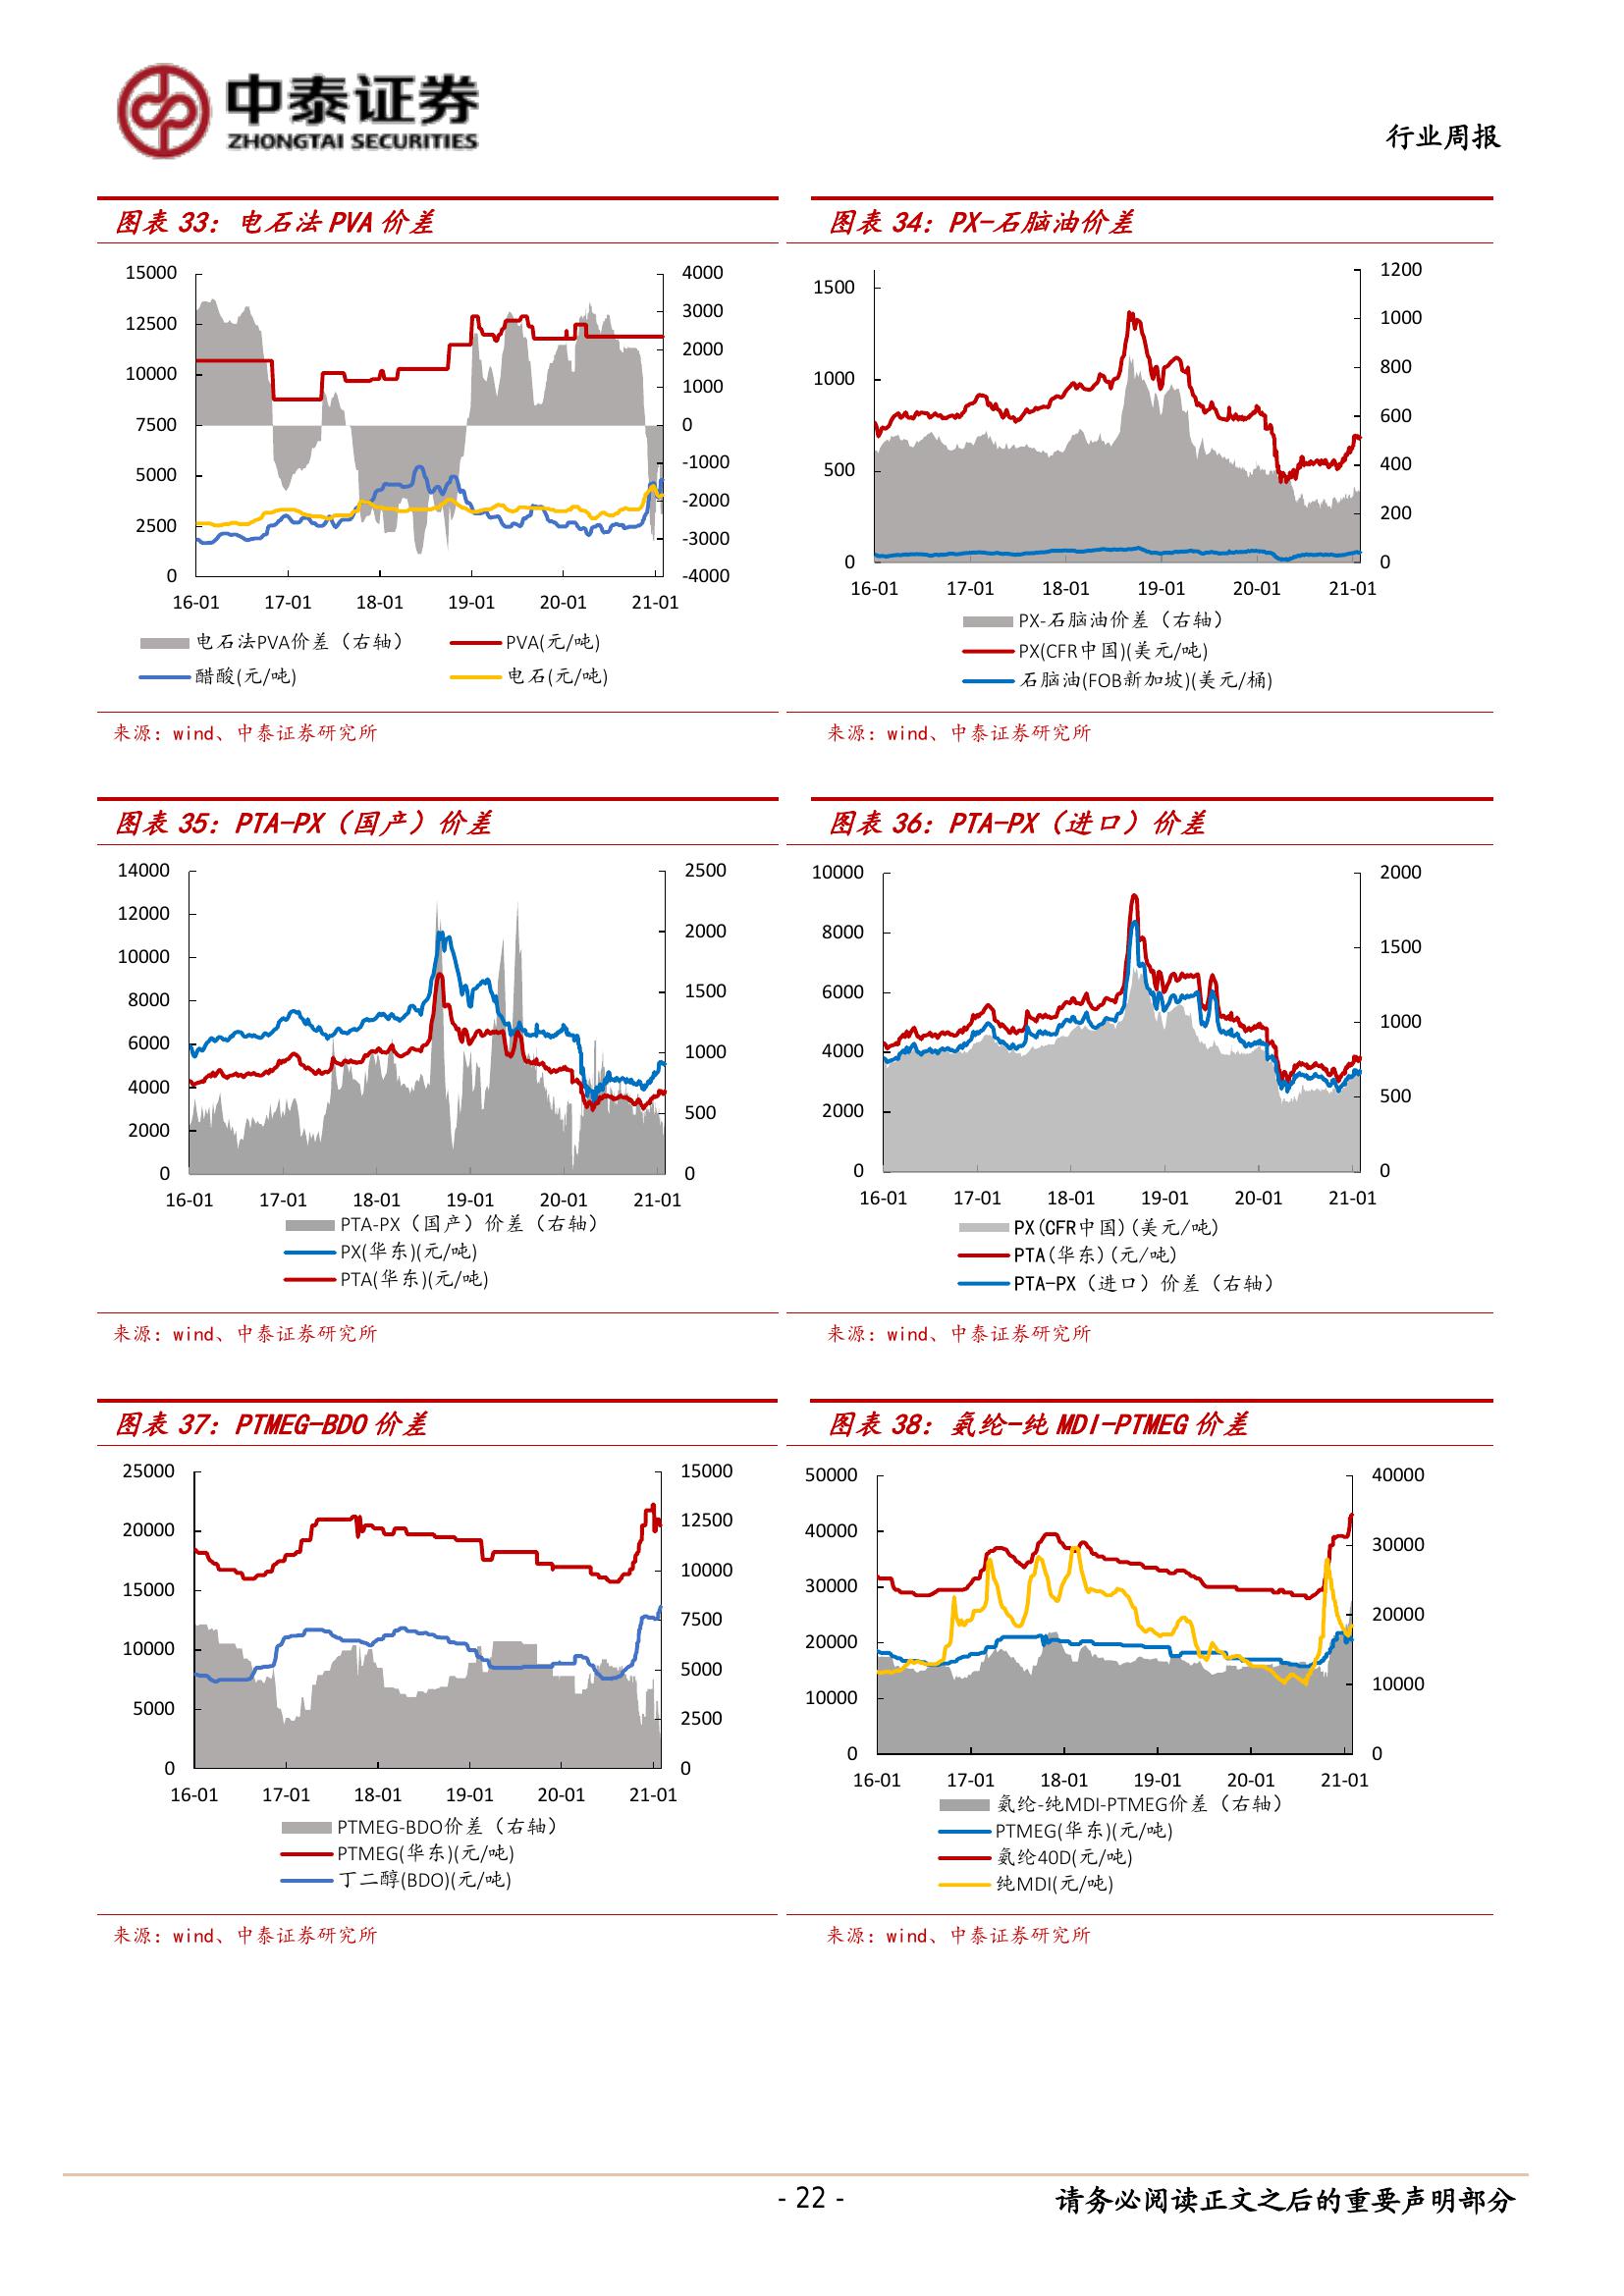 中泰证券
ZHONGTAI SECURITIES
行业周报
图表 33：电石法 PVA 价差
15000
12500
10000
7500
5000
2500
0
4000
3000
2000
1000
0
-1000
-2000
-3000
-4000
16-01 17-01 18-01 19-01 20-01 21-01
电石法PVA价差（右轴） PVA(元/吨)
醋酸(元/吨) 电石(元/吨)
来源：wind、中泰证券研究所
图表 34：PX-石脑油价差
1500
1000
500
0
1200
1000
800
600
400
200
0
16-01 17-01 18-01 19-01 20-01 21-01
PX-石脑油价差（右轴）
PX(CFR中国)(美元/吨)
石脑油(FOB新加坡)(美元/桶)
来源：wind、中泰证券研究所
图表 35：PTA-PX（国产）价差
14000
12000
10000
8000
6000
4000
2000
0
2500
2000
1500
1000
500
0
16-01 17-01 18-01 19-01 20-01 21-01
PTA-PX（国产）价差（右轴）
PX(华东)(元/吨)
PTA(华东)(元/吨)
来源：wind、中泰证券研究所
图表 36：PTA-PX（进口）价差
10000
8000
6000
4000
2000
0
2000
1500
1000
500
0
16-01 17-01 18-01 19-01 20-01 21-01
PX(CFR中国)(美元/吨)
PTA(华东)(元/吨)
PTA-PX（进口）价差（右轴）
来源：wind、中泰证券研究所
图表 37：PTMEG-BDO 价差
25000
20000
15000
10000
5000
0
15000
12500
10000
7500
5000
2500
0
16-01 17-01 18-01 19-01 20-01 21-01
PTMEG-BDO价差（右轴）
PTMEG(华东)(元/吨)
丁二醇(BDO)(元/吨)
来源：wind、中泰证券研究所
图表 38：氨纶-纯 MDI-PTMEG 价差
50000
40000
30000
20000
10000
0
40000
30000
20000
10000
0
16-01 17-01 18-01 19-01 20-01 21-01
氨纶-纯MDI-PTMEG价差（右轴）
PTMEG(华东)(元/吨)
氨纶40D(元/吨)
纯MDI(元/吨)
来源：wind、中泰证券研究所
- 22 -
请务必阅读正文之后的重要声明部分